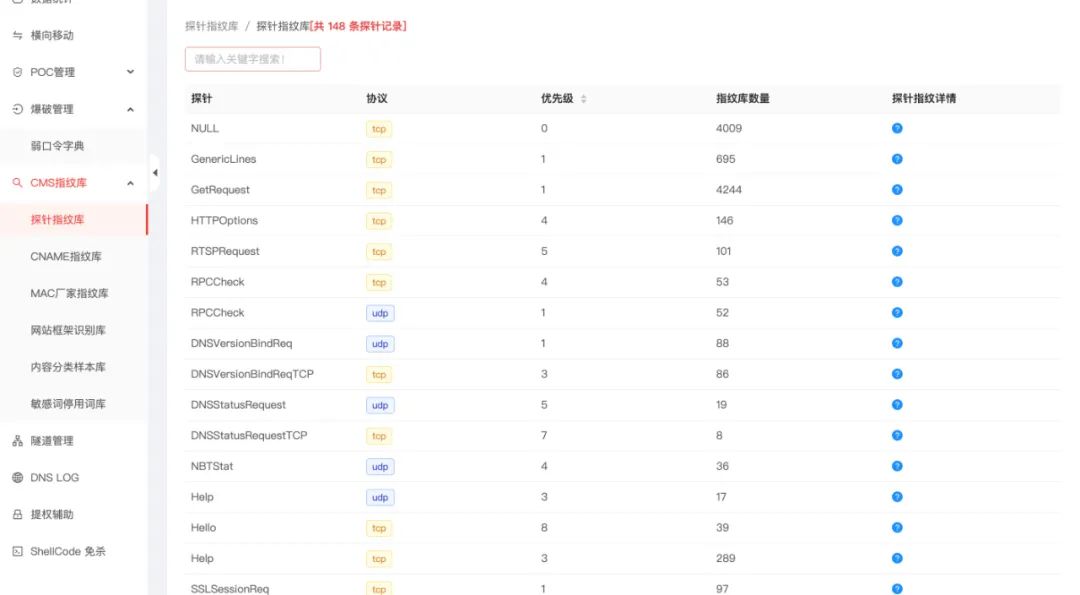 数据统计
横向移动
POC管理
爆破管理
弱口令字典
CMS指纹库
探针指纹库
CNAME指纹库
MAC厂家指纹库
网站框架识别库
内容分类样本库
敏感词停用词库
隧道管理
DNS LOG
提权辅助
ShellCode 免杀
探针指纹库 / 探针指纹库[共 148 条探针记录]
请输入关键字搜索!
探针 协议 优先级 指纹库数量 探针指纹详情
NULL tcp 0 4009
GenericLines tcp 1 695
GetRequest tcp 1 4244
HTTPOptions tcp 4 146
RTSPRequest tcp 5 101
RPCCheck tcp 4 53
RPCCheck udp 1 52
DNSVersionBindReq udp 1 88
DNSVersionBindReqTCP tcp 3 86
DNSStatusRequest udp 5 19
DNSStatusRequestTCP tcp 7 8
NBTStat udp 4 36
Help udp 3 17
Hello tcp 8 39
Help tcp 3 289
SSLSessionReq tcp 1 97